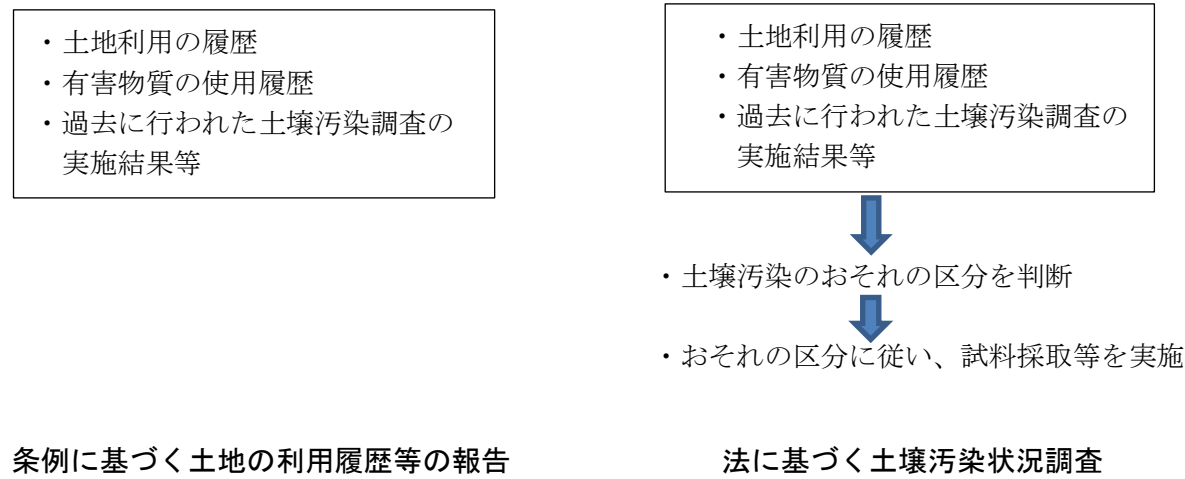 ・土地利用の履歴
・有害物質の使用履歴
・過去に行われた土壌汚染調査の
実施結果等
・土地利用の履歴
・有害物質の使用履歴
・過去に行われた土壌汚染調査の
実施結果等
・土壌汚染のおそれの区分を判断
・おそれの区分に従い、試料採取等を実施
条例に基づく土地の利用履歴等の報告
法に基づく土壌汚染状況調査